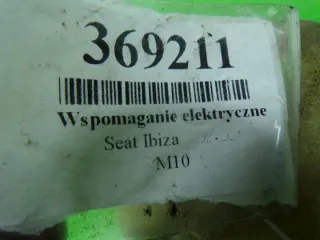 369211
Wspomaganie elektryczne
Seat Ibiza
M10